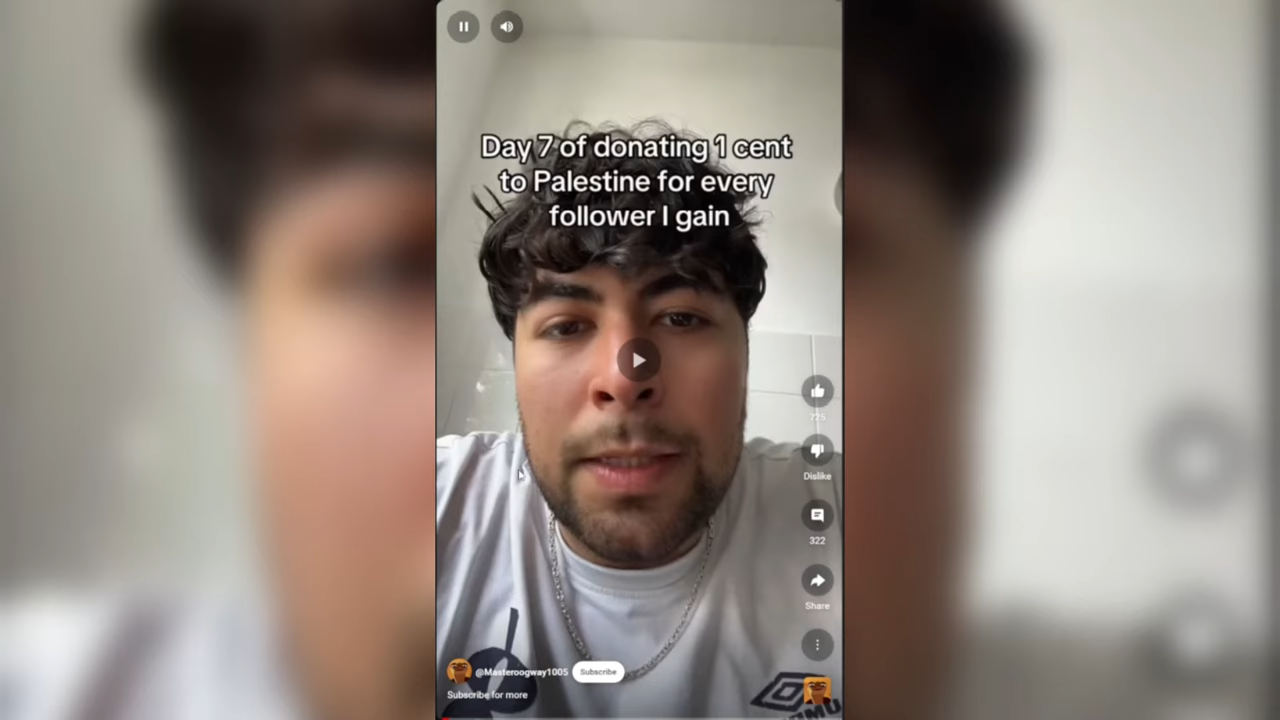 Day 7 of donating 1 cent
to Palestine for every
follower I gain
725
Dislike
322
Share
@Masteroogway1005
Subscribe
Subscribe for more